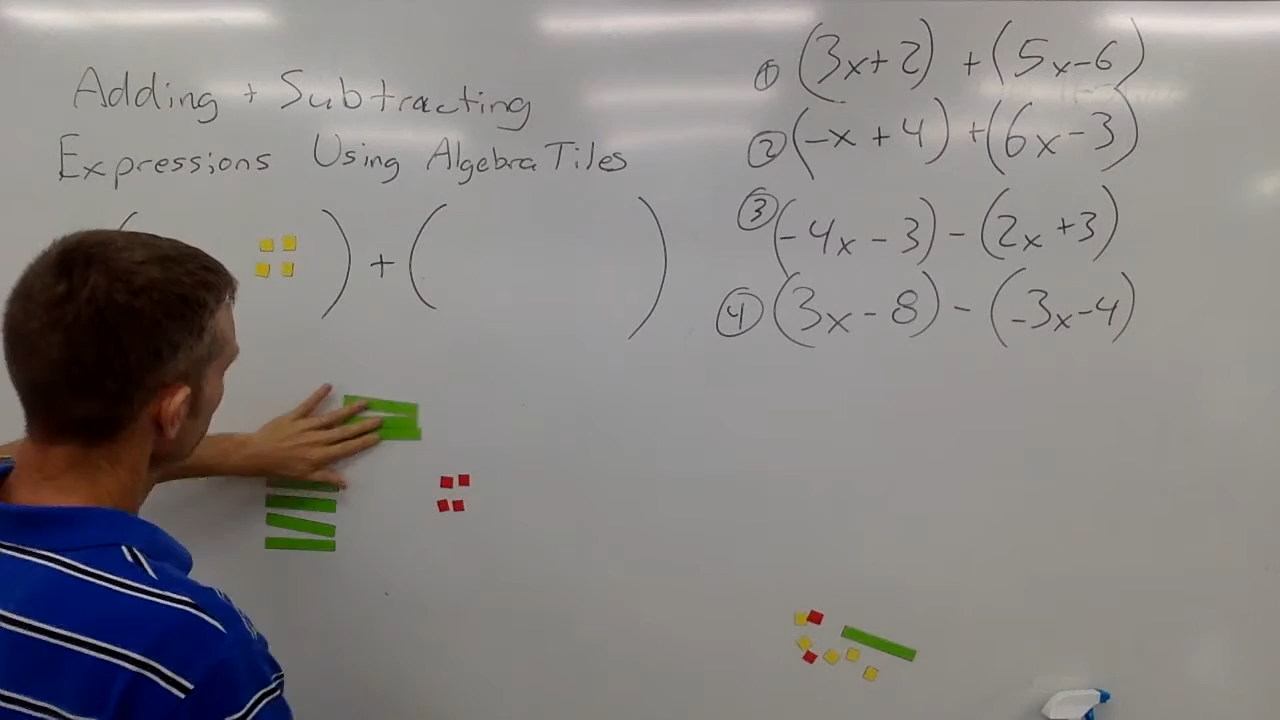 Adding + Subtracting
Expressions Using Algebra Tiles
( ) + ( )
① (3x+2) + (5x-6)
② (-x + 4) + (6x-3)
③ (-4x - 3) - (2x +3)
④ (3x - 8) - (-3x-4)